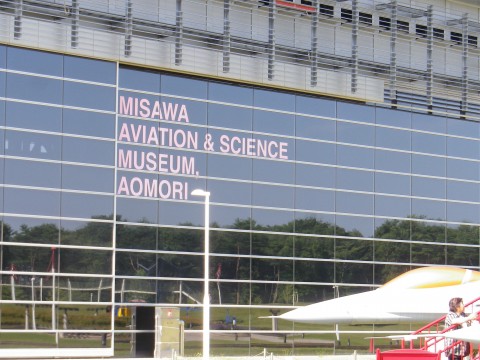 MISAWA
AVIATION & SCIENCE
MUSEUM,
AOMORI